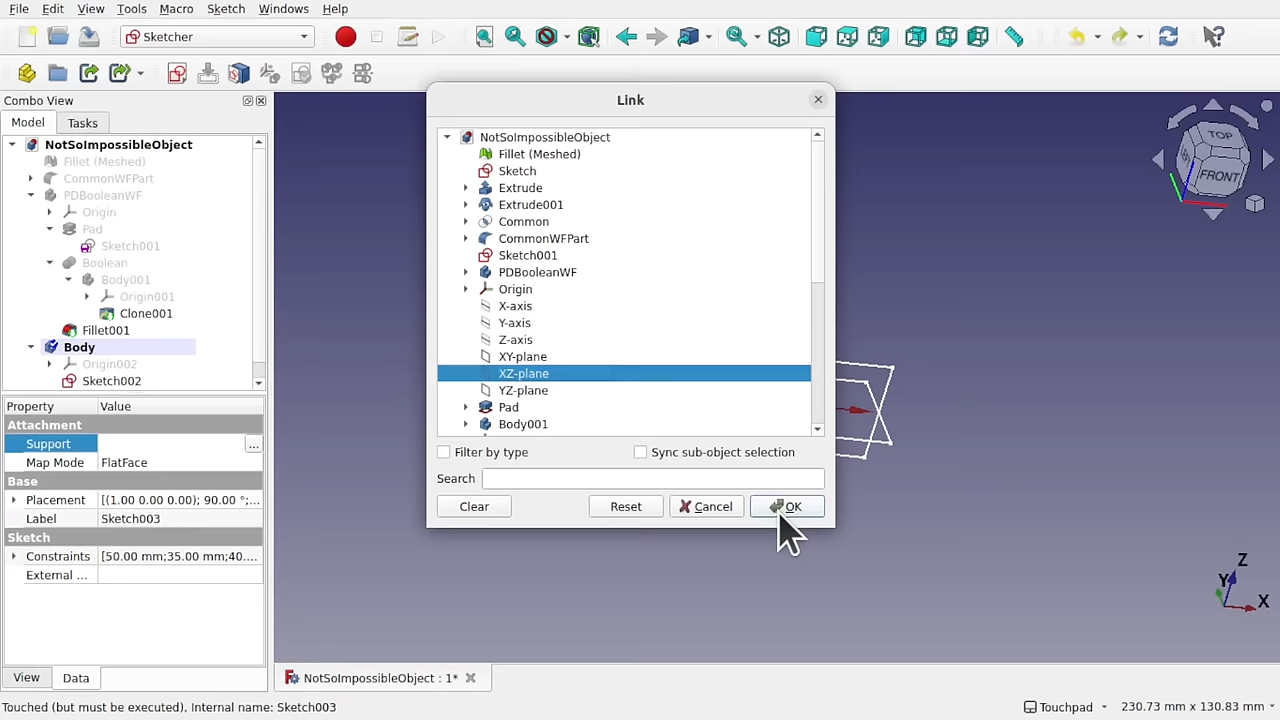 File Edit View Tools Macro Sketch Windows Help
Sketcher
Combo View
Model Tasks
NotSoImpossibleObject
Fillet (Meshed)
CommonWFPart
PDBooleanWF
Origin
Pad
Sketch001
Boolean
Body001
Origin001
Clone001
Fillet001
Body
Origin002
Sketch002
Property Value
Attachment
Support ...
Map Mode FlatFace
Base
Placement [(1.00 0.00 0.00); 90.00 °;...
Label Sketch003
Sketch
Constraints [50.00 mm;35.00 mm;40....
External ...
View Data
Link
NotSoImpossibleObject
Fillet (Meshed)
Sketch
Extrude
Extrude001
Common
CommonWFPart
Sketch001
PDBooleanWF
Origin
X-axis
Y-axis
Z-axis
XY-plane
XZ-plane
YZ-plane
Pad
Body001
Filter by type Sync sub-object selection
Search
Clear Reset Cancel OK
TOP
FRONT
Z
Y
X
NotSoImpossibleObject : 1*
Touched (but must be executed), Internal name: Sketch003
Touchpad 230.73 mm x 130.83 mm